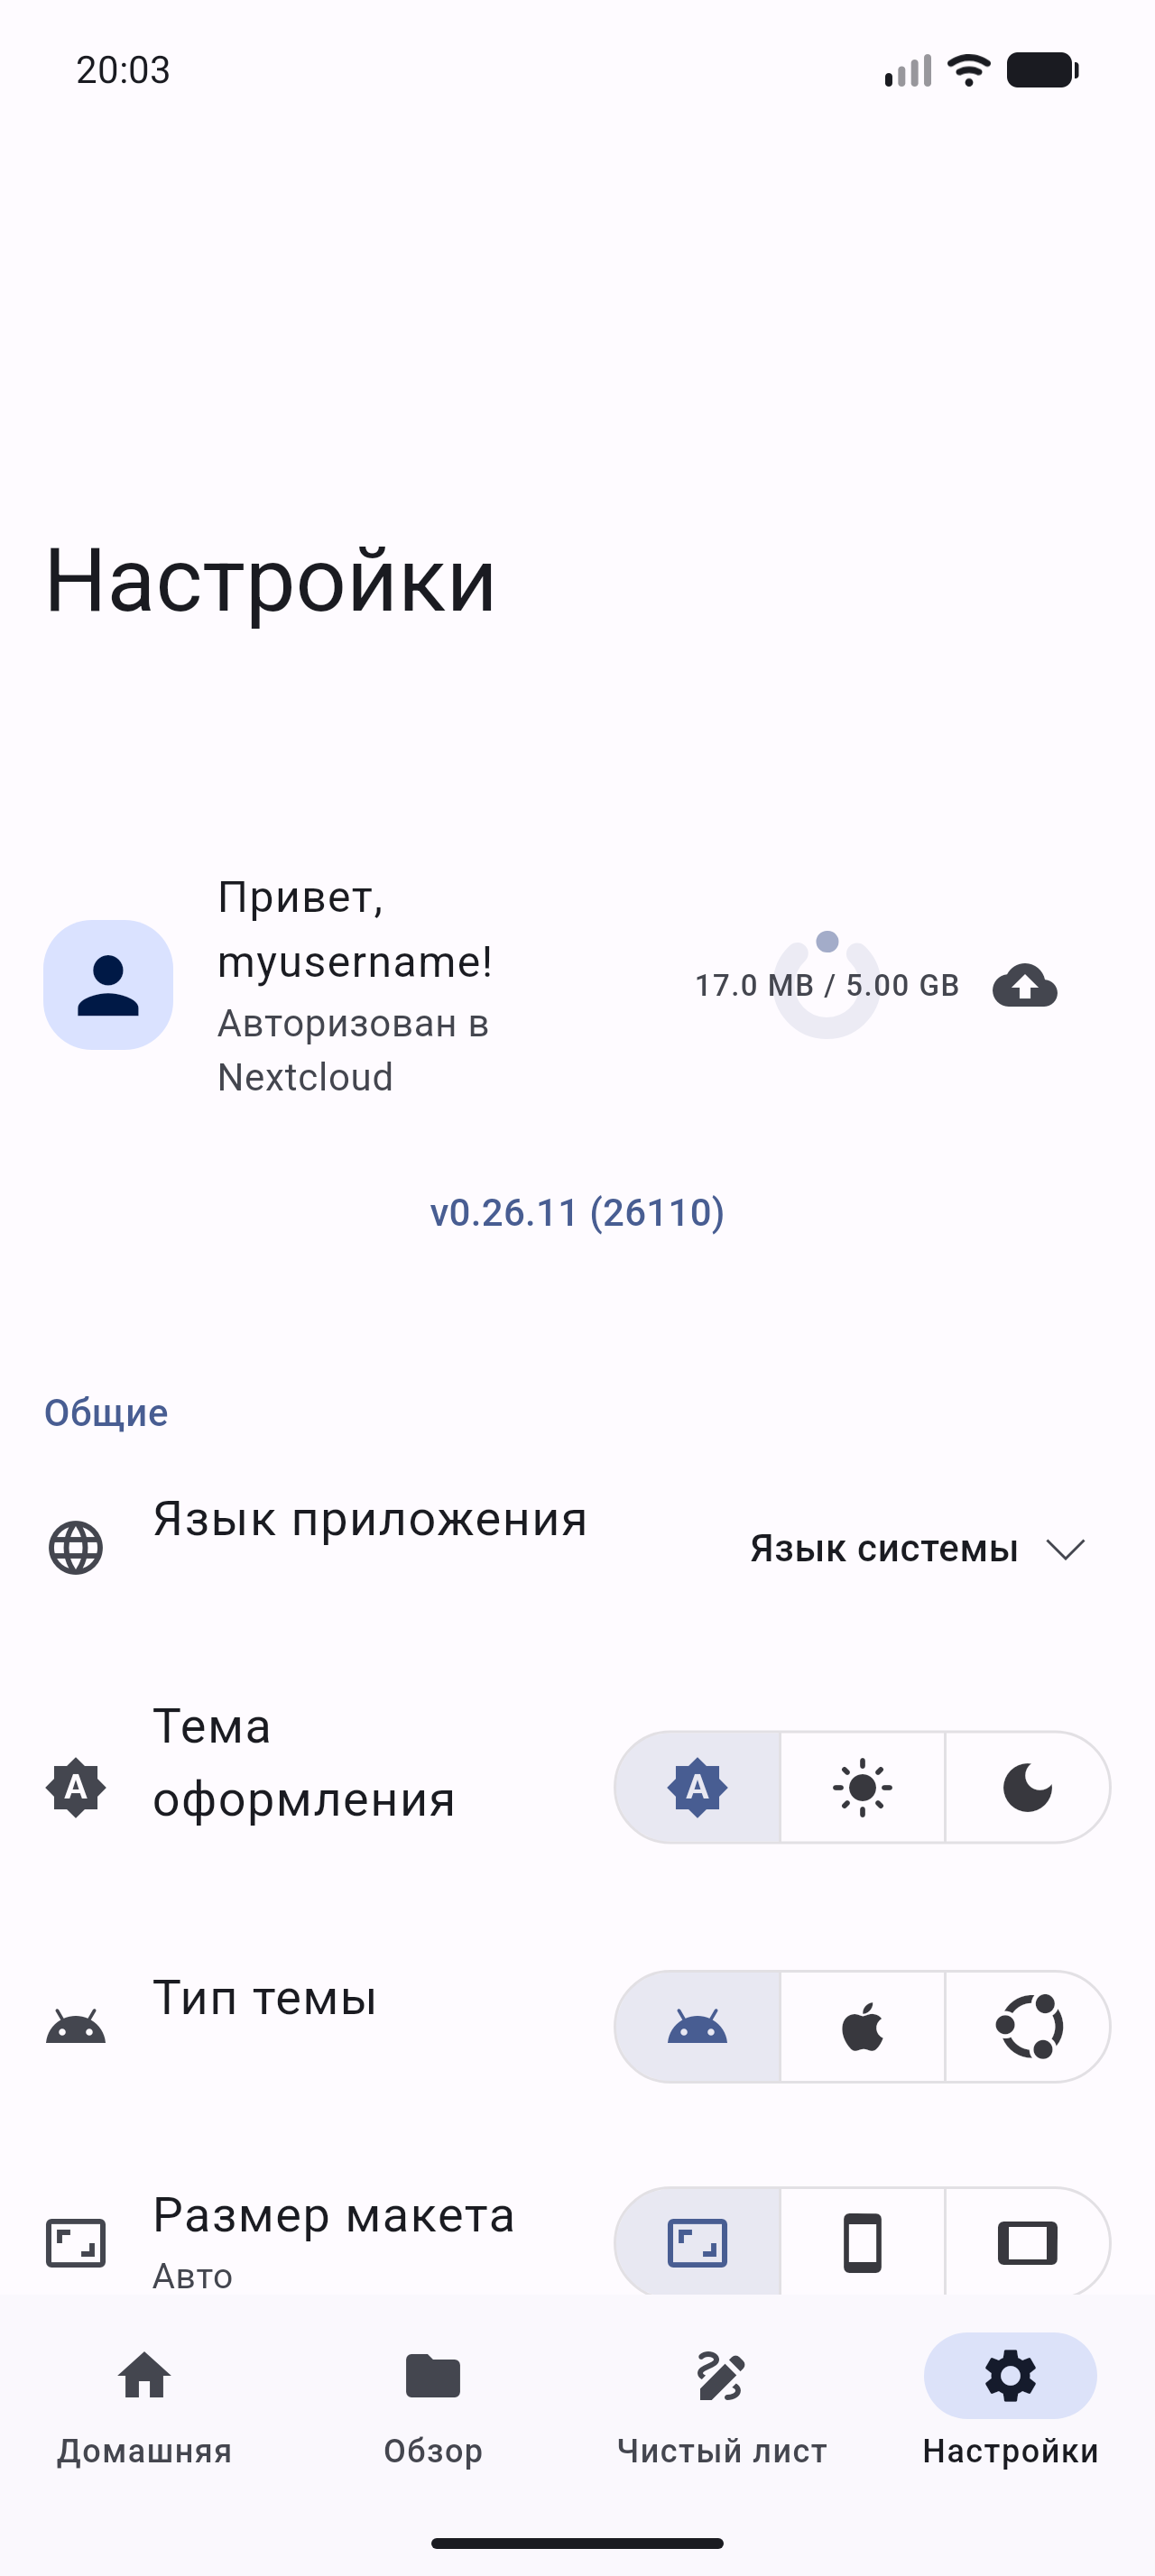 20:03
Настройки
Привет,
myusername!
Авторизован в
Nextcloud
17.0 MB / 5.00 GB
v0.26.11 (26110)
Общие
Язык приложения
Язык системы
Тема
оформления
A
A
Тип темы
Размер макета
Авто
Домашняя
Обзор
Чистый лист
Настройки